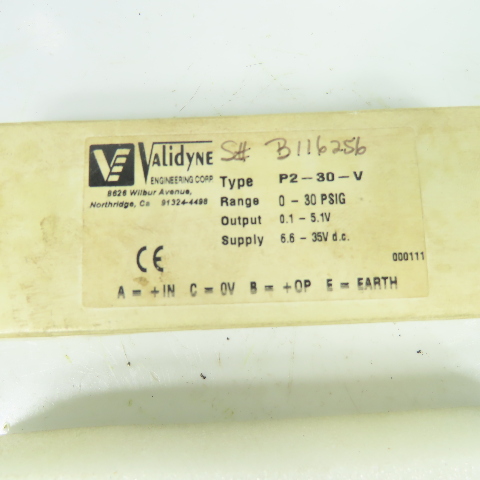 VE VALIDYNE S# B116256
ENGINEERING CORP
8626 Wilbur Avenue,
Northridge, Ca 91324-4498
Type P2-30-V
Range 0 - 30 PSIG
Output 0.1 - 5.1V
Supply 6.6 - 35V d.c.
CE
000111
A = +IN C = 0V B = +OP E = EARTH